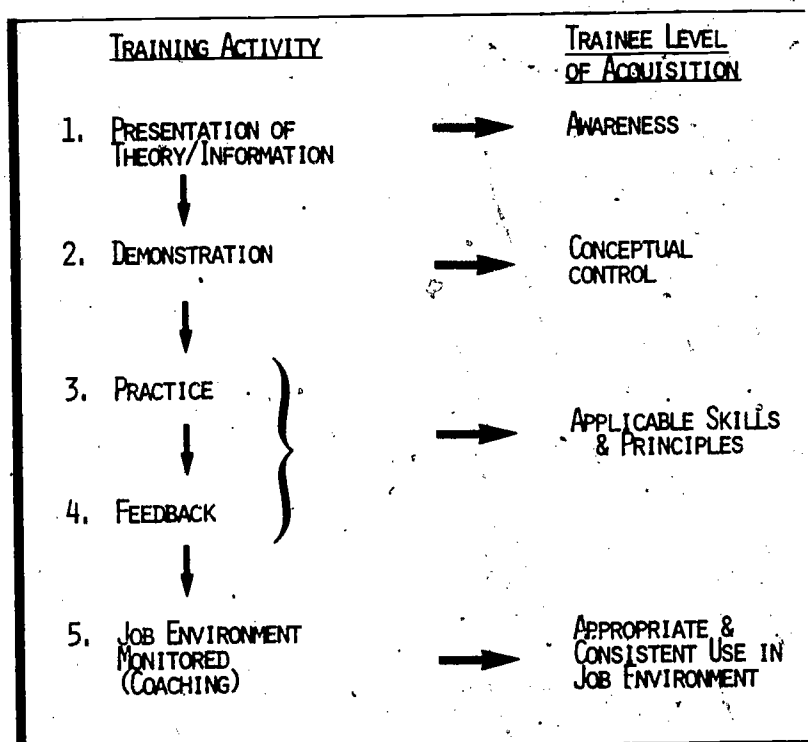 TRAINING ACTIVITY
TRAINEE LEVEL
OF ACQUISITION
1. PRESENTATION OF
THEORY/INFORMATION
AWARENESS
2. DEMONSTRATION
CONCEPTUAL
CONTROL
3. PRACTICE
APPLICABLE SKILLS
& PRINCIPLES
4. FEEDBACK
5. JOB ENVIRONMENT
MONITORED
(COACHING)
APPROPRIATE &
CONSISTENT USE IN
JOB ENVIRONMENT